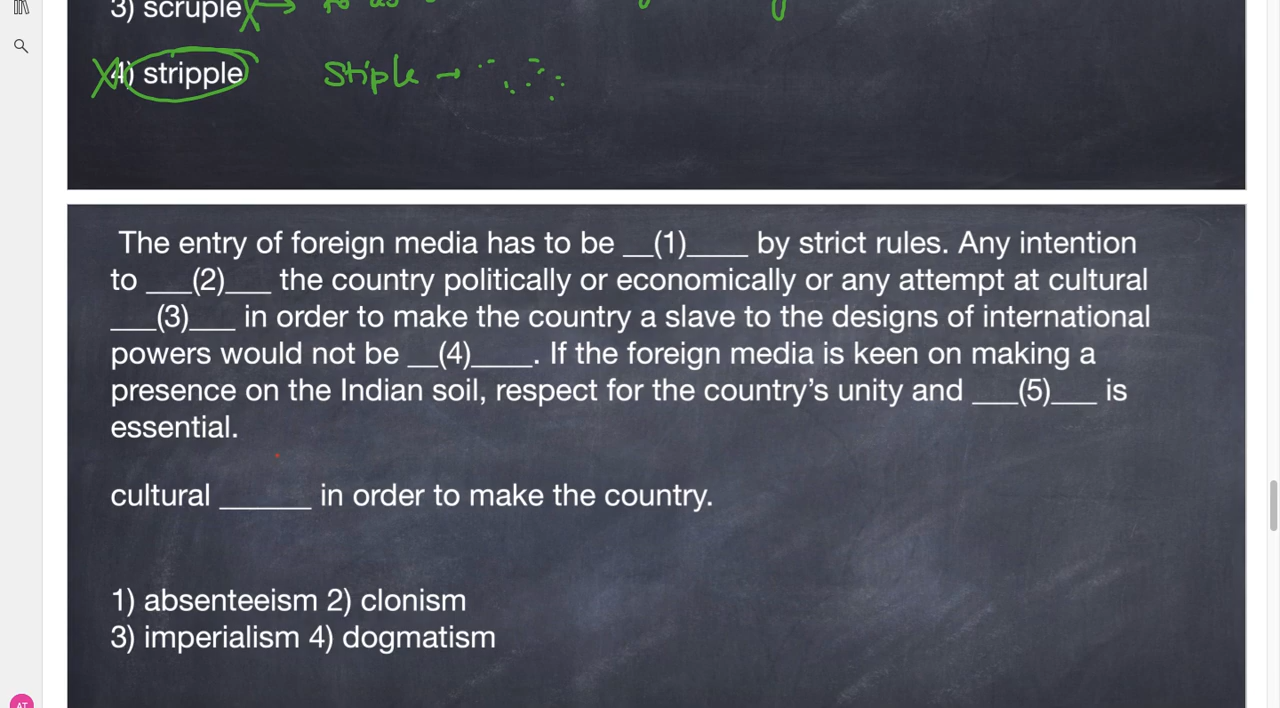 3) scruple
4) stripple Stiple →
The entry of foreign media has to be __(1)____ by strict rules. Any intention
to ___(2)___ the country politically or economically or any attempt at cultural
___(3)___ in order to make the country a slave to the designs of international
powers would not be __(4)____. If the foreign media is keen on making a
presence on the Indian soil, respect for the country’s unity and ___(5)___ is
essential.
cultural ______ in order to make the country.
1) absenteeism 2) clonism
3) imperialism 4) dogmatism
AT